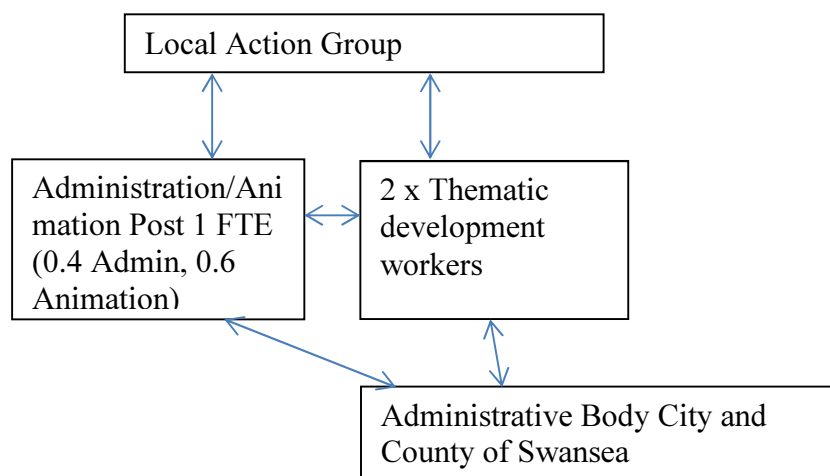 Local Action Group
Administration/Ani
mation Post 1 FTE
(0.4 Admin, 0.6
Animation)
2 x Thematic
development
workers
Administrative Body City and
County of Swansea